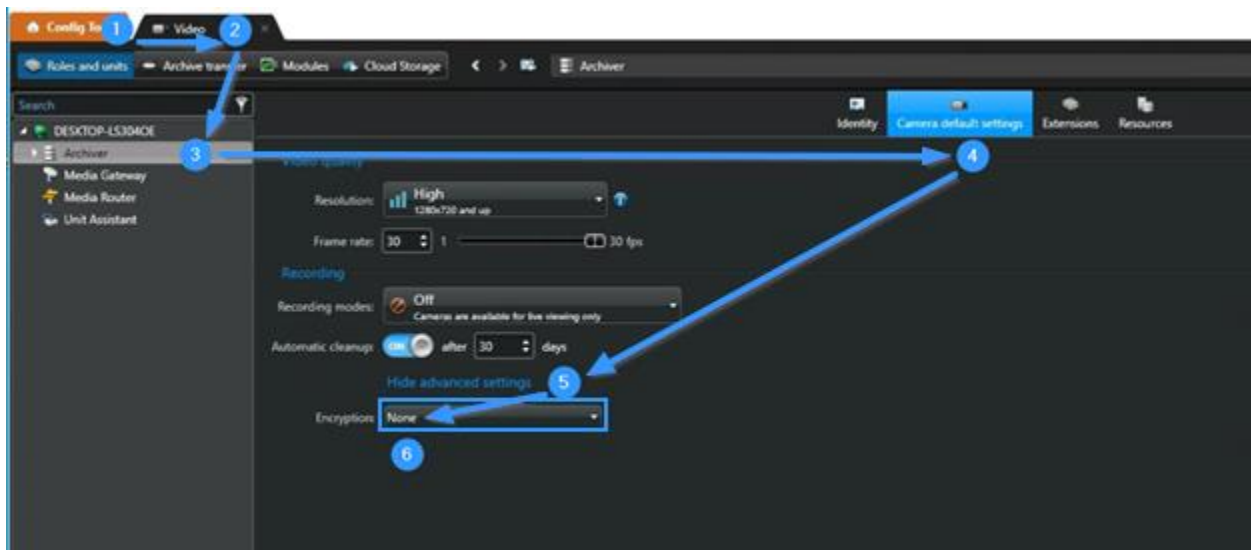 Config To 1
Video 2
Roles and units
Archive transfer
Modules
Cloud Storage
Archiver
Search
Identity
Camera default settings
Extensions
Resources
DESKTOP-LS304OE
Archiver
3
4
Media Gateway
Media Router
Unit Assistant
Video quality
Resolution:
High
1280x720 and up
Frame rate:
30
1
30 fps
Recording
Recording modes:
Off
Cameras are available for live viewing only
Automatic cleanup:
ON
after 30 days
Hide advanced settings 5
Encryption:
None
6